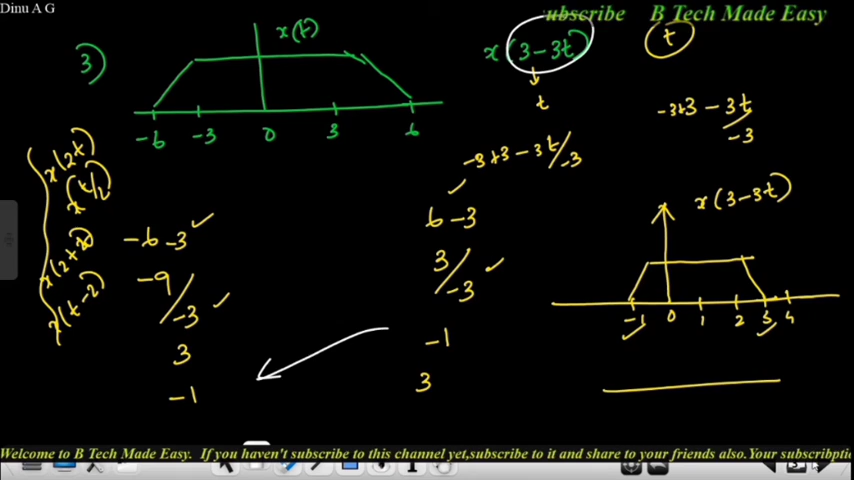 Dinu A G
ubscribe B Tech Made Easy
3)
x(t)
-6 -3 0 3 6
x(3-3t)
t
t
-3+3-3t/-3
-3+3-3t/-3
x(2t)
x(t/2)
x(t-2)
-6-3
-9/-3
3
-1
6-3
3/-3
-1
3
x(3-3t)
-1 0 1 2 3 4
Welcome to B Tech Made Easy. If you haven't subscribe to this channel yet,subscribe to it and share to your friends also.Your subscribptio